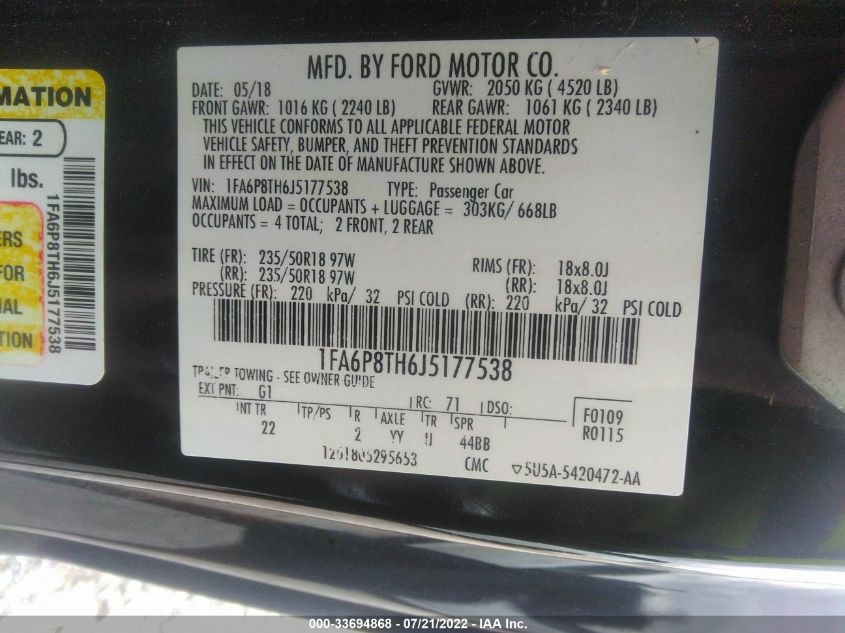 MFD. BY FORD MOTOR CO.
DATE: 05/18 GVWR: 2050 KG ( 4520 LB)
FRONT GAWR: 1016 KG ( 2240 LB) REAR GAWR: 1061 KG ( 2340 LB)
THIS VEHICLE CONFORMS TO ALL APPLICABLE FEDERAL MOTOR
VEHICLE SAFETY, BUMPER, AND THEFT PREVENTION STANDARDS
IN EFFECT ON THE DATE OF MANUFACTURE SHOWN ABOVE.
VIN: 1FA6P8TH6J5177538 TYPE: Passenger Car
MAXIMUM LOAD = OCCUPANTS + LUGGAGE = 303KG/ 668LB
OCCUPANTS = 4 TOTAL; 2 FRONT, 2 REAR
TIRE (FR): 235/50R18 97W RIMS (FR): 18x8.0J
(RR): 235/50R18 97W (RR): 18x8.0J
PRESSURE (FR): 220 kPa/ 32 PSI COLD (RR): 220 kPa/ 32 PSI COLD
1FA6P8TH6J5177538
TRAILER TOWING - SEE OWNER GUIDE
EXT PNT: G1 RC: 71 DSO: F0109
INT TR TP/PS R AXLE TR SPR R0115
22 2 YY U 44BB
CMC ▽5U5A-5420472-AA
MATION
EAR: 2
lbs.
ERS
FOR
IAL
TION
1FA6P8TH6J5177538
000-33694868 - 07/21/2022 - IAA Inc.